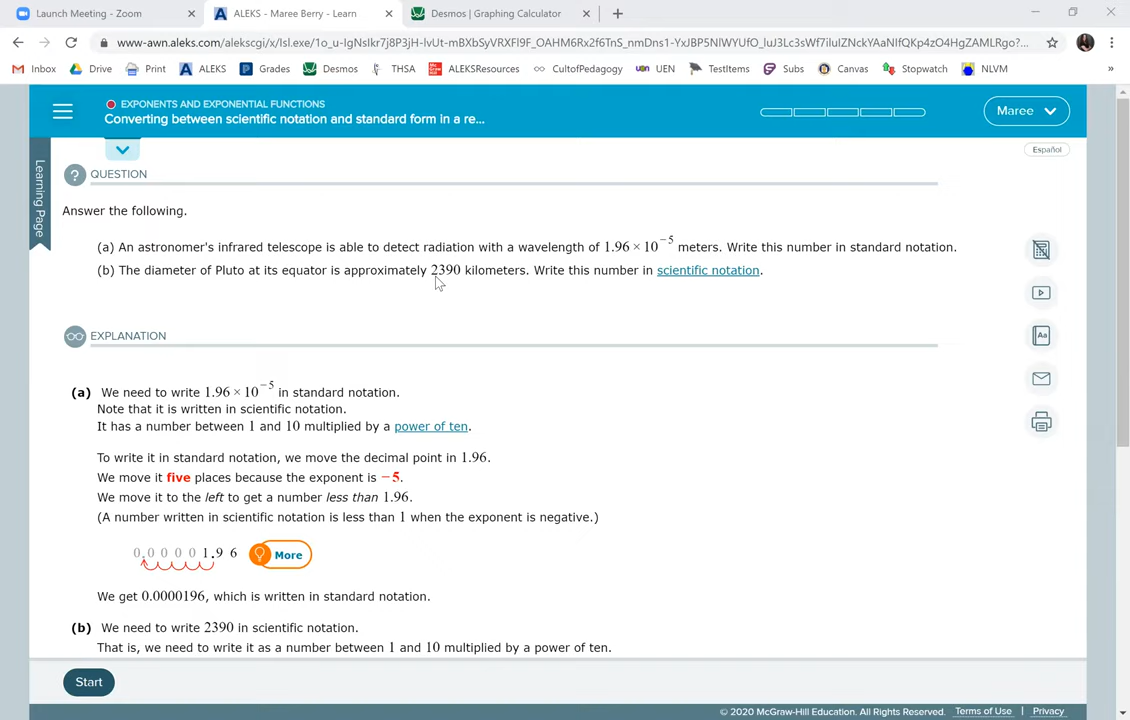 Launch Meeting - Zoom
ALEKS - Maree Berry - Learn
Desmos | Graphing Calculator
www-awn.aleks.com/alekscgi/x/Isl.exe/1o_u-IgNsIkr7j8P3jH-lvUt-mBXbSyVRXFl9F_OAHM6Rx2f6TnS_nmDns1-YxJBP5NlWYUfO_luJ3Lc3sWf7iluIZNckYAaNIfQKp4zO4HgZAMLRgo?...
Inbox Drive Print ALEKS Grades Desmos THSA ALEKSResources CultofPedagogy UEN TestItems Subs Canvas Stopwatch NLVM »
EXPONENTS AND EXPONENTIAL FUNCTIONS
Converting between scientific notation and standard form in a re...
Maree
Español
Learning Page
? QUESTION
Answer the following.
(a) An astronomer's infrared telescope is able to detect radiation with a wavelength of 1.96 × 10⁻⁵ meters. Write this number in standard notation.
(b) The diameter of Pluto at its equator is approximately 2390 kilometers. Write this number in scientific notation.
EXPLANATION
(a) We need to write 1.96 × 10⁻⁵ in standard notation.
Note that it is written in scientific notation.
It has a number between 1 and 10 multiplied by a power of ten.
To write it in standard notation, we move the decimal point in 1.96.
We move it five places because the exponent is −5.
We move it to the left to get a number less than 1.96.
(A number written in scientific notation is less than 1 when the exponent is negative.)
0.0 0 0 0 1.9 6 More
We get 0.0000196, which is written in standard notation.
(b) We need to write 2390 in scientific notation.
That is, we need to write it as a number between 1 and 10 multiplied by a power of ten.
Start
Aa
© 2020 McGraw-Hill Education. All Rights Reserved. Terms of Use | Privacy